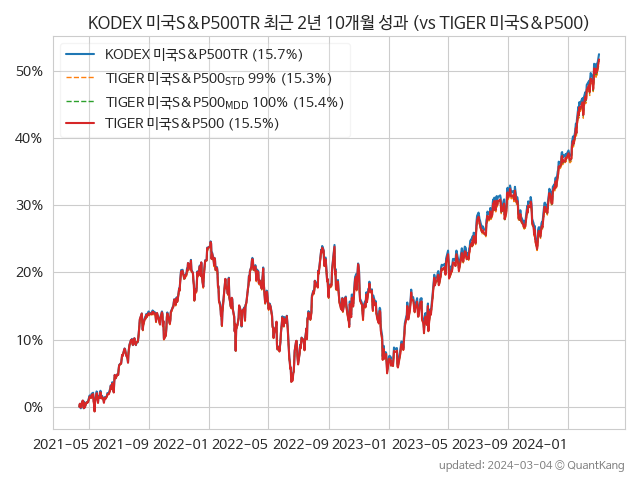 KODEX 미국S&P500TR 최근 2년 10개월 성과 (vs TIGER 미국S&P500)
KODEX 미국S&P500TR (15.7%)
TIGER 미국S&P500STD 99% (15.3%)
TIGER 미국S&P500MDD 100% (15.4%)
TIGER 미국S&P500 (15.5%)
50%
40%
30%
20%
10%
0%
2021-05 2021-09 2022-01 2022-05 2022-09 2023-01 2023-05 2023-09 2024-01
updated: 2024-03-04 © QuantKang